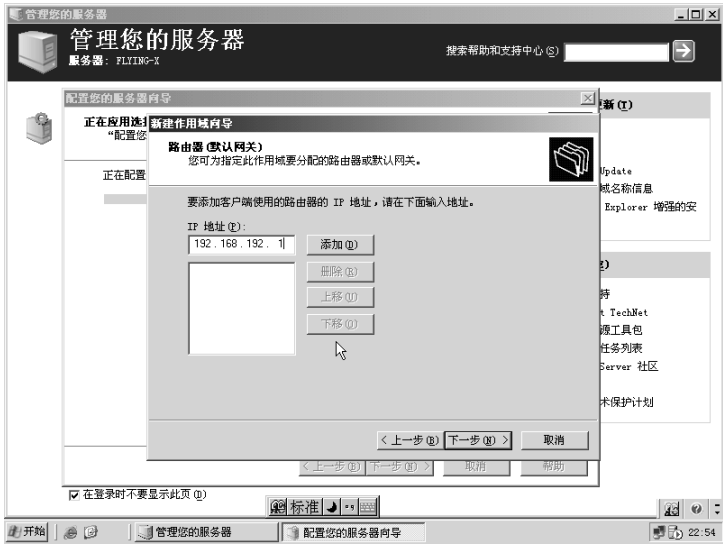 管理您的服务器
管理您的服务器
服务器: FLYING-X
搜索帮助和支持中心(S)
配置您的服务器向导
新(T)
正在应用选
“配置您
新建作用域向导
路由器(默认网关)
您可为指定此作用域要分配的路由器或默认网关。
正在配置
Update
域名称信息
Explorer 增强的安
要添加客户端使用的路由器的 IP 地址，请在下面输入地址。
IP 地址(P):
192 . 168 . 192 . 1
添加(D)
删除(R)
上移(U)
下移(O)
持
t TechNet
源工具包
任务列表
Server 社区
术保护计划
< 上一步(B)
下一步(N) >
取消
< 上一步(B)
下一步(N) >
取消
帮助
在登录时不要显示此页(D)
标准
开始
管理您的服务器
配置您的服务器向导
22:54